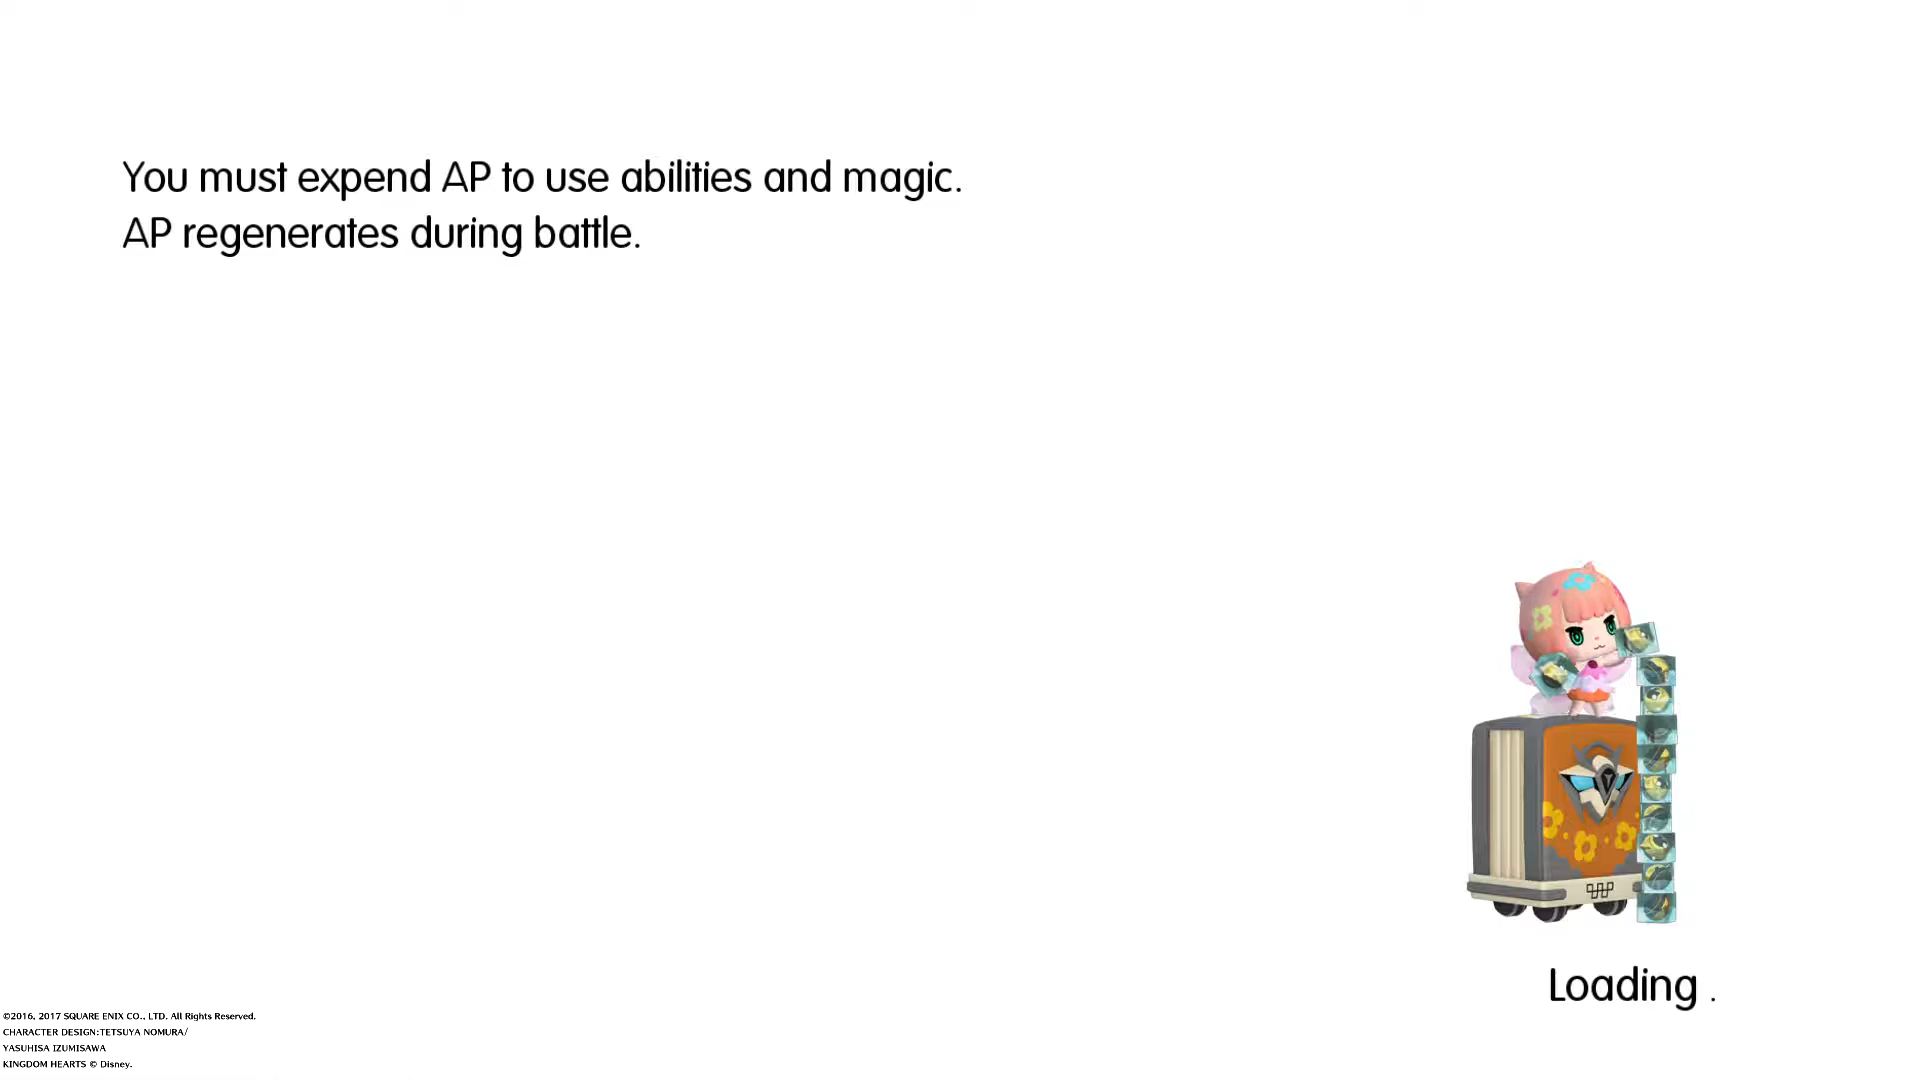 You must expend AP to use abilities and magic.
AP regenerates during battle.
Loading .
©2016, 2017 SQUARE ENIX CO., LTD. All Rights Reserved.
CHARACTER DESIGN:TETSUYA NOMURA/
YASUHISA IZUMISAWA
KINGDOM HEARTS © Disney.